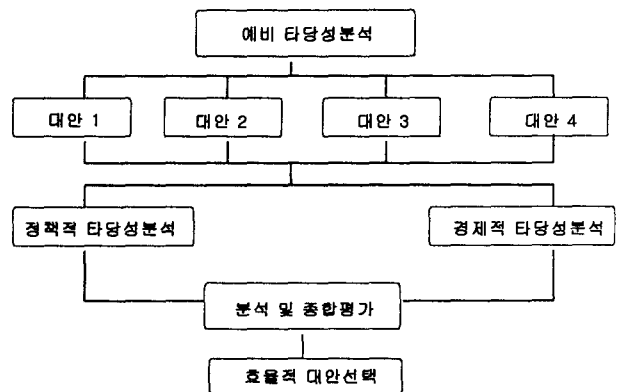 예비 타당성분석
대안 1 대안 2 대안 3 대안 4
정책적 타당성분석 경제적 타당성분석
분석 및 종합평가
효율적 대안선택